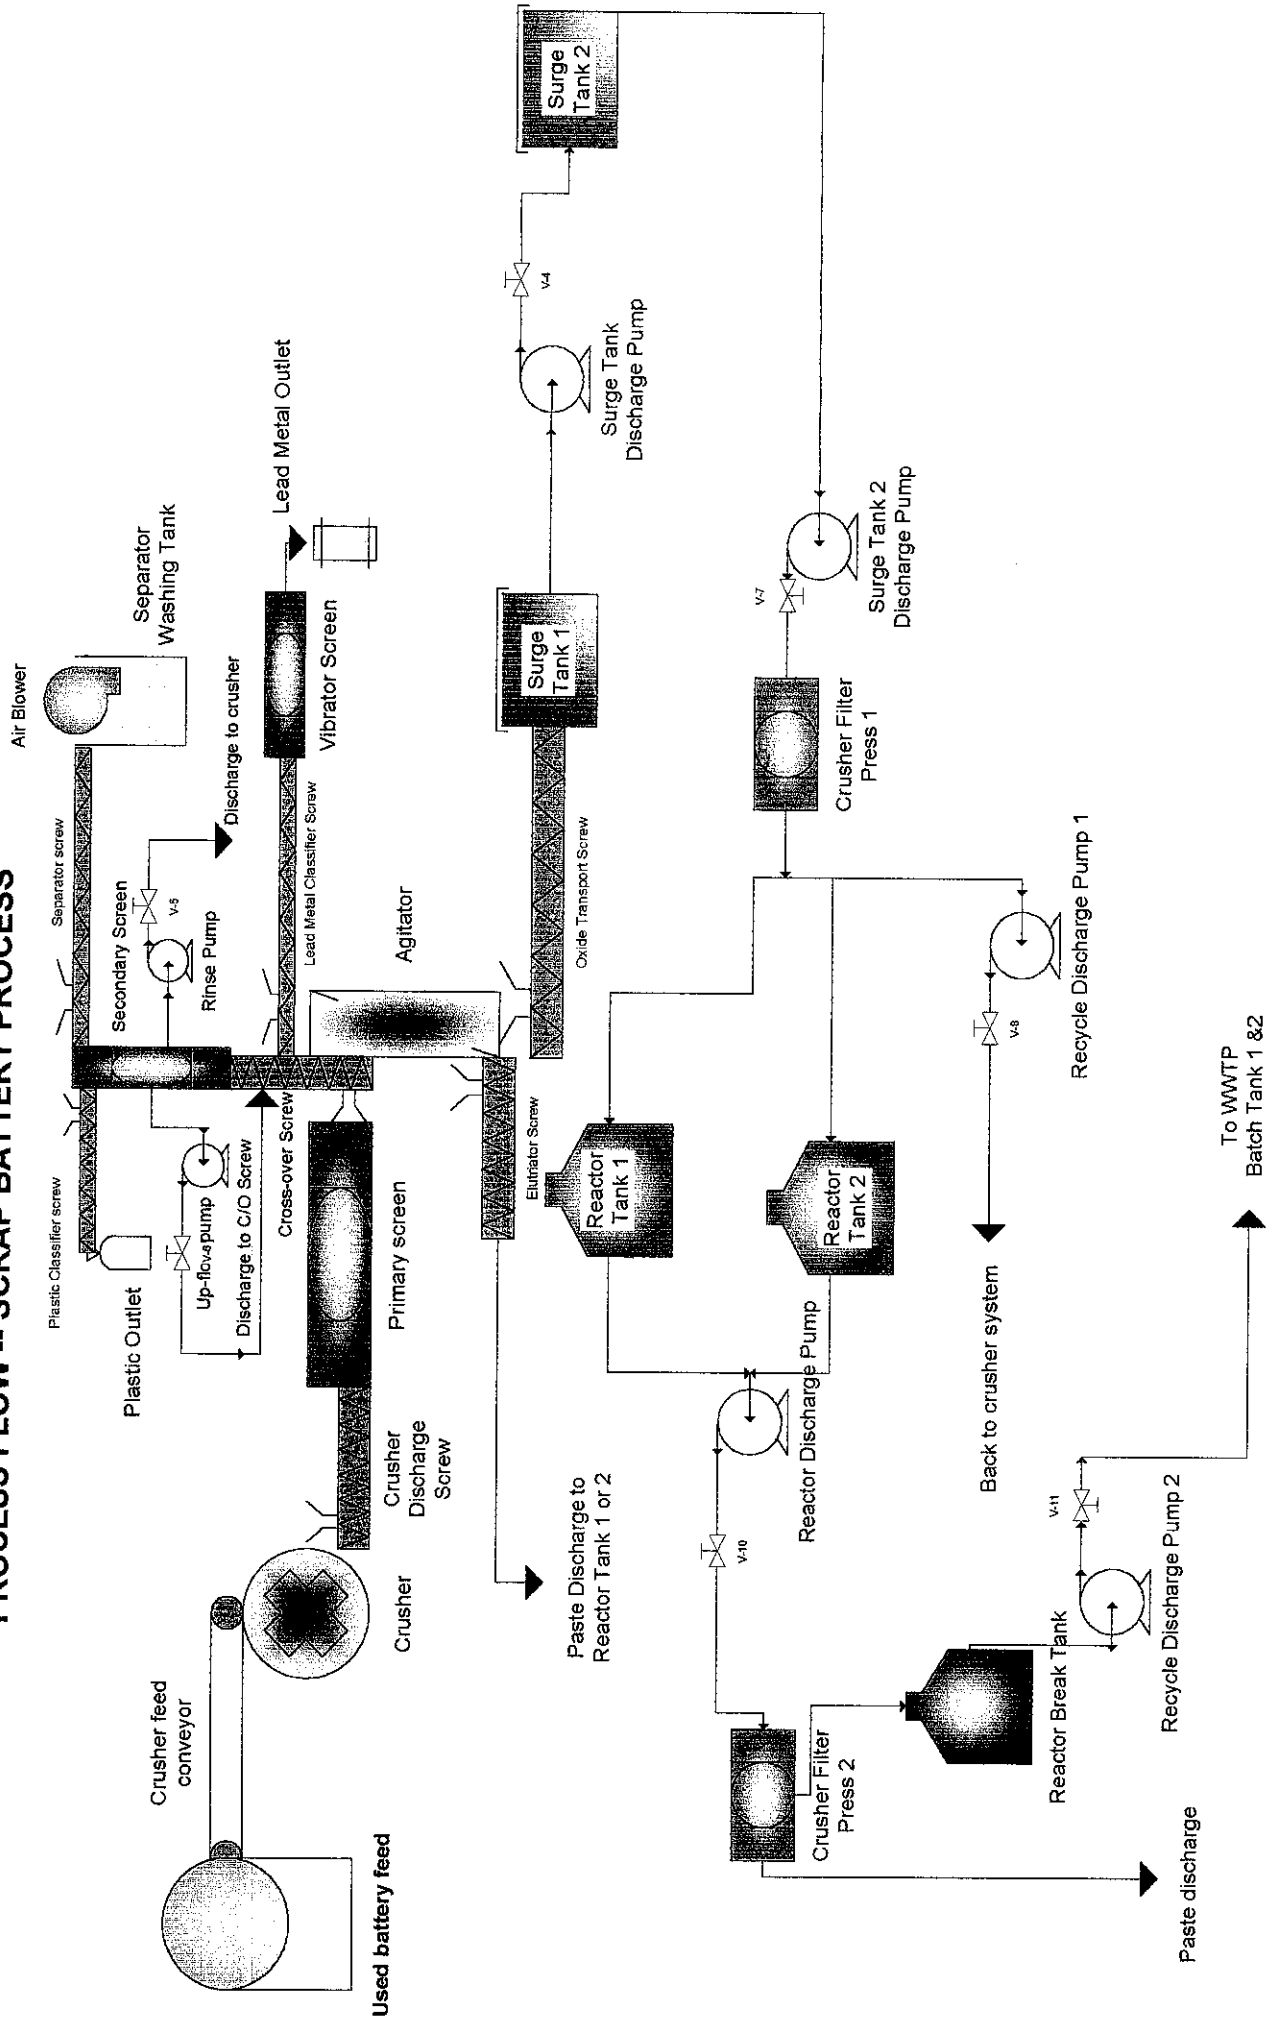 PROCESS FLOW -- SCRAP BATTERY PROCESS
Used battery feed
Crusher feed
conveyor
Crusher
Crusher
Discharge
Screw
Primary screen
Plastic Outlet
Plastic Classifier screw
Up-flow
pump
Discharge to C/O Screw
Cross-over Screw
Secondary Screen
Rinse Pump
V-5
Discharge to crusher
Separator screw
Air Blower
Separator
Washing Tank
Lead Metal Classifier Screw
Vibrator Screen
Lead Metal Outlet
Agitator
Elutriator Screw
Oxide Transport Screw
Surge
Tank 1
Surge Tank
Discharge Pump
V-4
Surge
Tank 2
Paste Discharge to
Reactor Tank 1 or 2
Reactor
Tank 1
Reactor
Tank 2
Reactor Discharge Pump
V-10
Crusher Filter
Press 1
V-7
Surge Tank 2
Discharge Pump
Recycle Discharge Pump 1
V-8
Back to crusher system
Crusher Filter
Press 2
Reactor Break Tank
Recycle Discharge Pump 2
V-11
To WWTP
Batch Tank 1 &2
Paste discharge